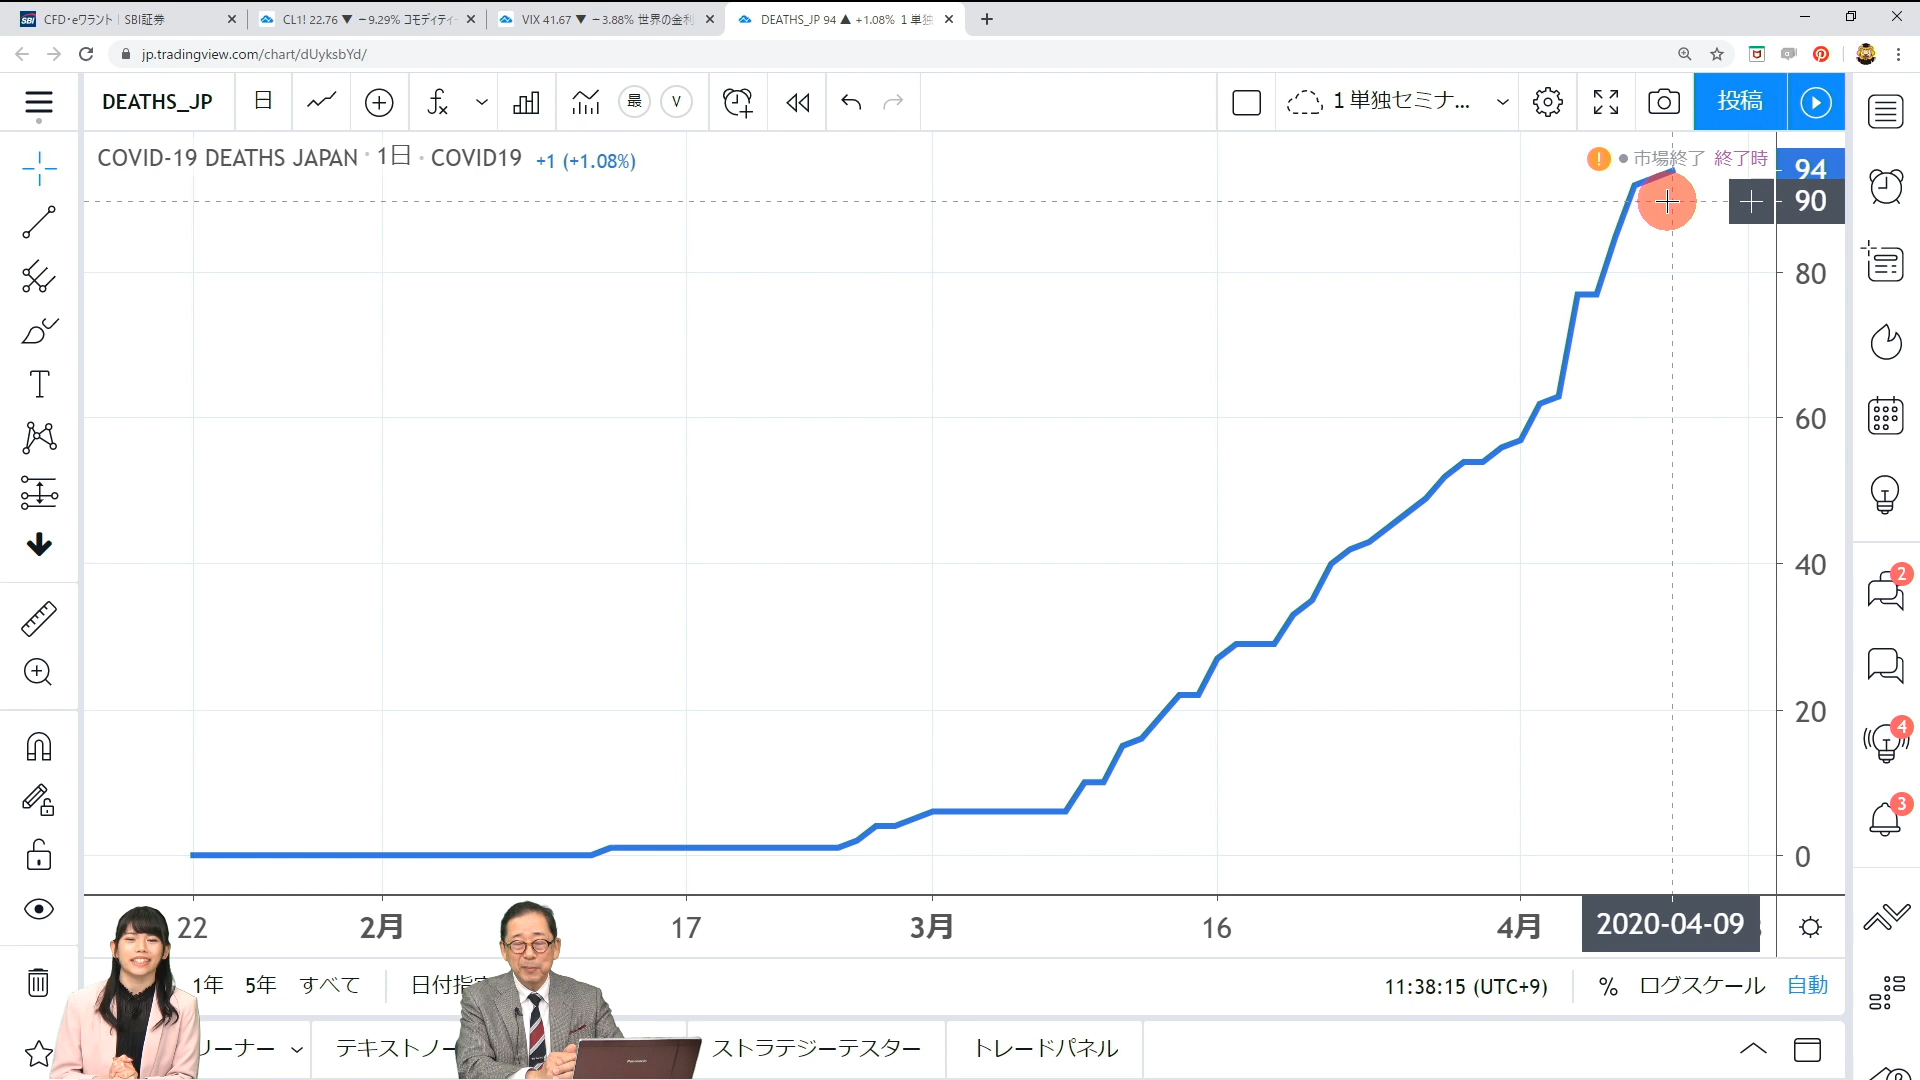 CFD・eワラント｜SBI証券
CL1! 22.76 ▼ −9.29% コモディティ
VIX 41.67 ▼ −3.88% 世界の金利
DEATHS_JP 94 ▲ +1.08% 1 単独
jp.tradingview.com/chart/dUyksbYd/
DEATHS_JP
日
最
V
1 単独セミナ...
投稿
COVID-19 DEATHS JAPAN · 1日 · COVID19 +1 (+1.08%)
市場終了 終了時
94
90
80
60
40
20
0
2
4
3
22
2月
17
3月
16
4月
2020-04-09
1年
5年
すべて
日付指定
11:38:15 (UTC+9)
%
ログスケール
自動
リーナー
テキストノー
ストラテジーテスター
トレードパネル
Panasonic